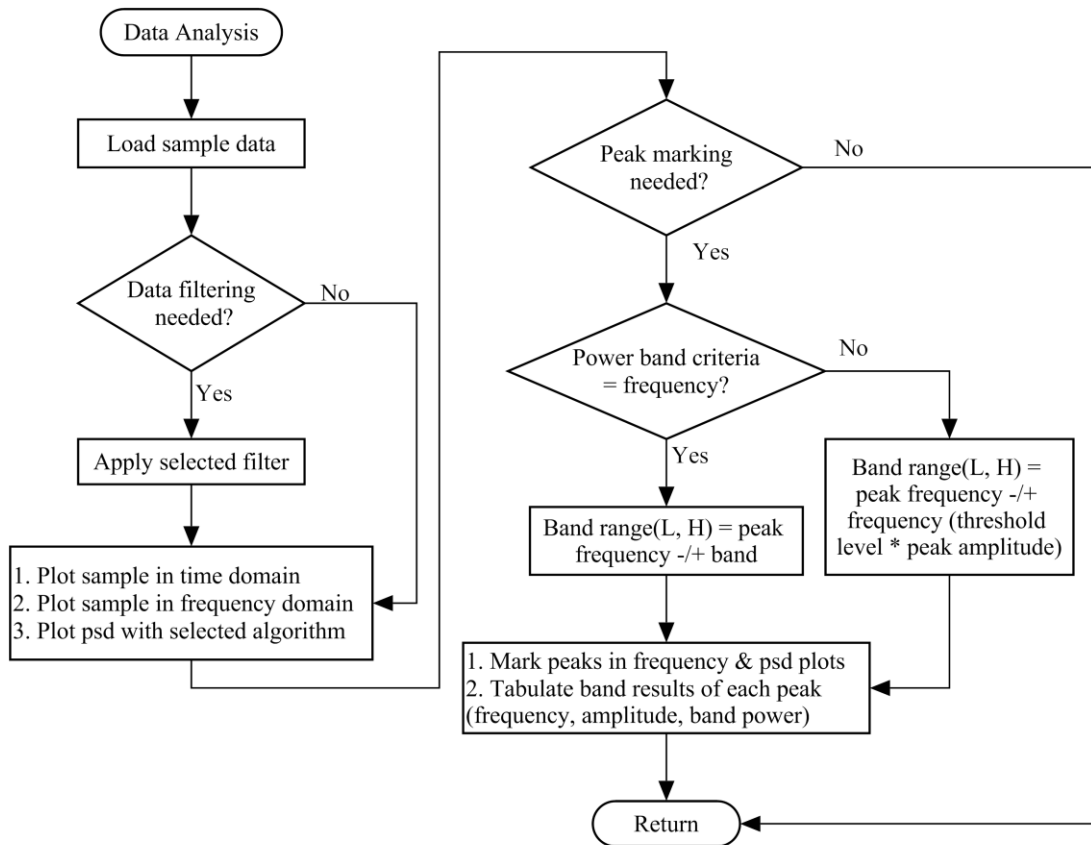 Data Analysis
Load sample data
Data filtering
needed?
No
Yes
Apply selected filter
1. Plot sample in time domain
2. Plot sample in frequency domain
3. Plot psd with selected algorithm
Peak marking
needed?
No
Yes
Power band criteria
= frequency?
No
Yes
Band range(L, H) = peak
frequency -/+ band
Band range(L, H) =
peak frequency -/+
frequency (threshold
level * peak amplitude)
1. Mark peaks in frequency & psd plots
2. Tabulate band results of each peak
(frequency, amplitude, band power)
Return